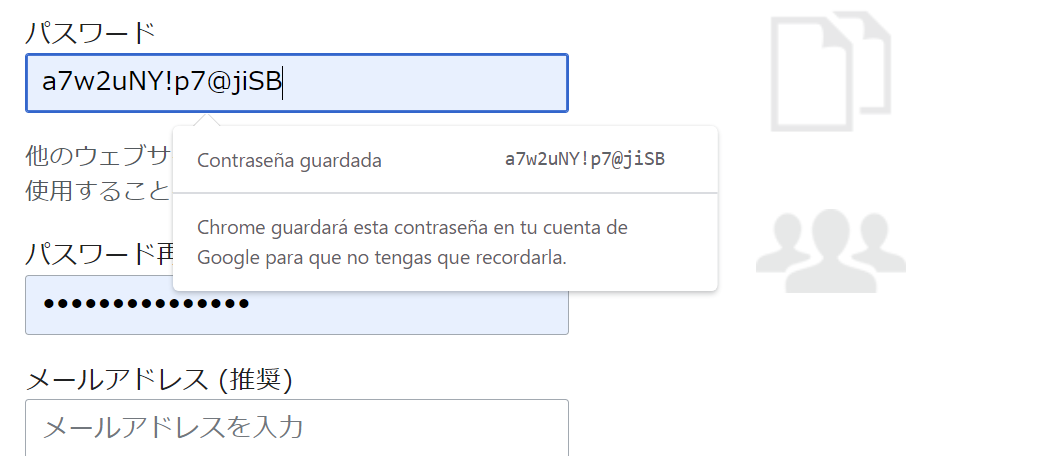 パスワード
a7w2uNY!p7@jiSB
Contraseña guardada a7w2uNY!p7@jiSB
他のウェブサ
使用すること
Chrome guardará esta contraseña en tu cuenta de
Google para que no tengas que recordarla.
パスワード再
•••••••••••••••
メールアドレス (推奨)
メールアドレスを入力